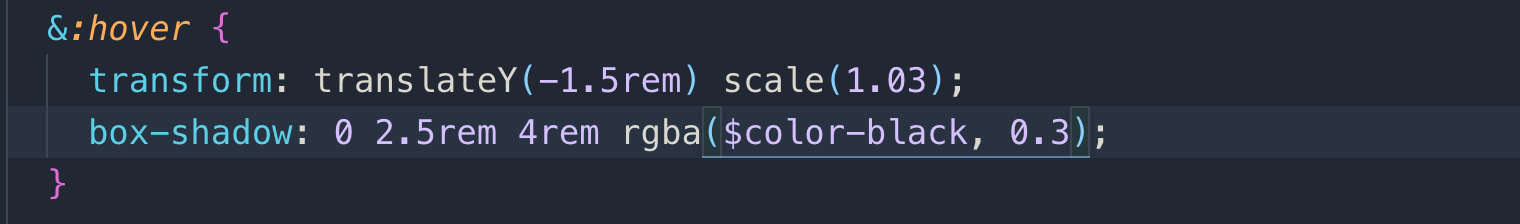 &:hover {
transform: translateY(-1.5rem) scale(1.03);
box-shadow: 0 2.5rem 4rem rgba($color-black, 0.3);
}